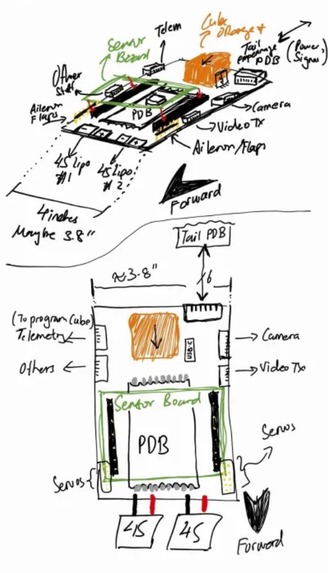 Sensor
Board
Telem
Cube
Orange+
Tail
PDB
(Power,
Signal)
Other
Aileron
Flaps
PDB
Camera
Video Tx
Aileron/Flaps
4S Lipo
#1
4S Lipo
#2
Forward
4 inches
Maybe 3.8"
Tail PDB
≈3.8"
6
(To program Cube)
Telemetry
Others
USB-C
Camera
Video Tx
Sensor Board
PDB
Servos
Servos
4S
4S
Forward